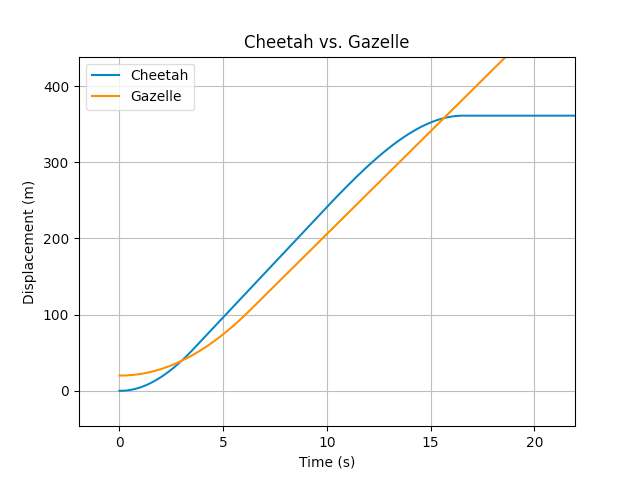 Cheetah vs. Gazelle
Cheetah
Gazelle
Displacement (m)
400
300
200
100
0
0 5 10 15 20
Time (s)